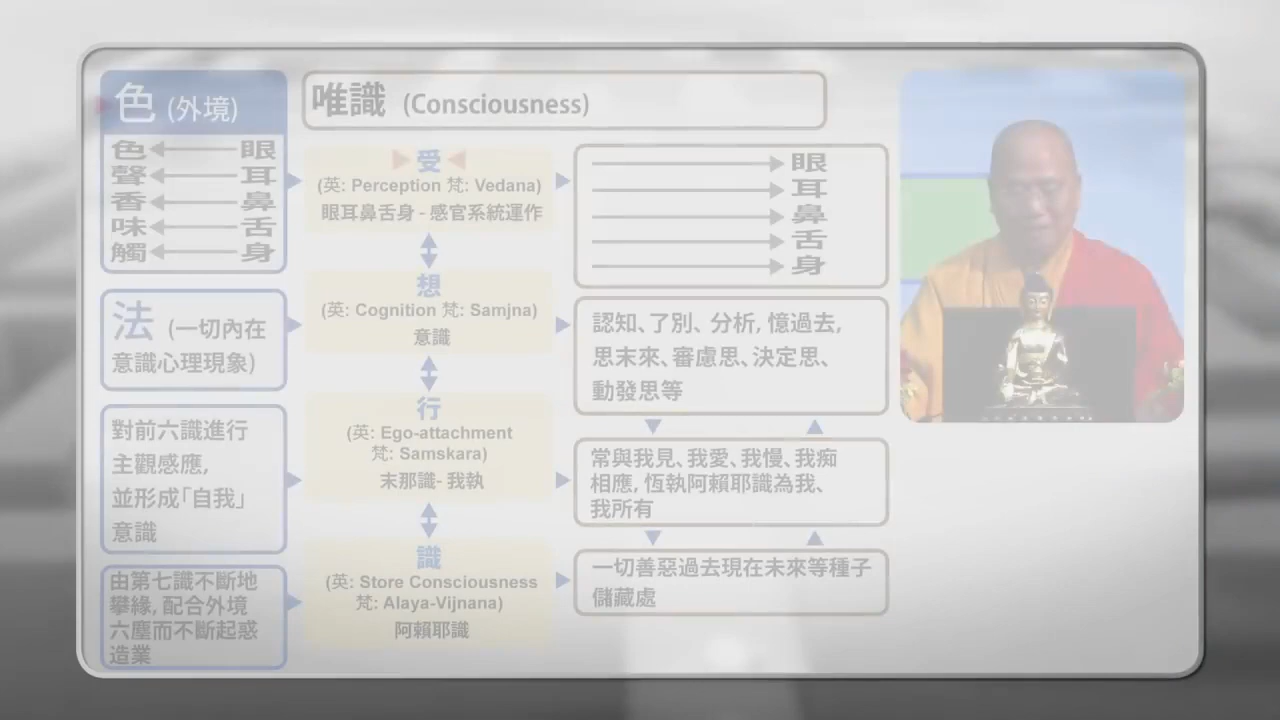 色 (外境)
色 眼
聲 耳
香 鼻
味 舌
觸 身
法 (一切內在
意識心理現象)
對前六識進行
主觀感應,
並形成「自我」
意識
由第七識不斷地
攀緣, 配合外境
六塵而不斷起惑
造業
唯識 (Consciousness)
受
(英: Perception 梵: Vedana)
眼耳鼻舌身 - 感官系統運作
想
(英: Cognition 梵: Samjna)
意識
行
(英: Ego-attachment
梵: Samskara)
末那識- 我執
識
(英: Store Consciousness
梵: Alaya-Vijnana)
阿賴耶識
眼
耳
鼻
舌
身
認知、了別、分析, 憶過去,
思未來、審慮思、決定思、
動發思等
常與我見、我愛、我慢、我痴
相應, 恆執阿賴耶識為我、
我所有
一切善惡過去現在未來等種子
儲藏處